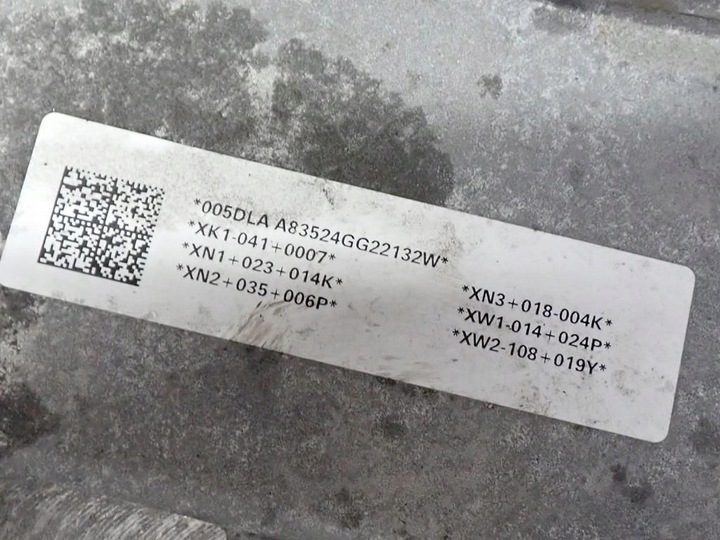 *005DLA A83524GG22132W*
*XK1-041+0007*
*XN1+023+014K*
*XN2+035+006P*
*XN3+018-004K*
*XW1-014+024P*
*XW2-108+019Y*